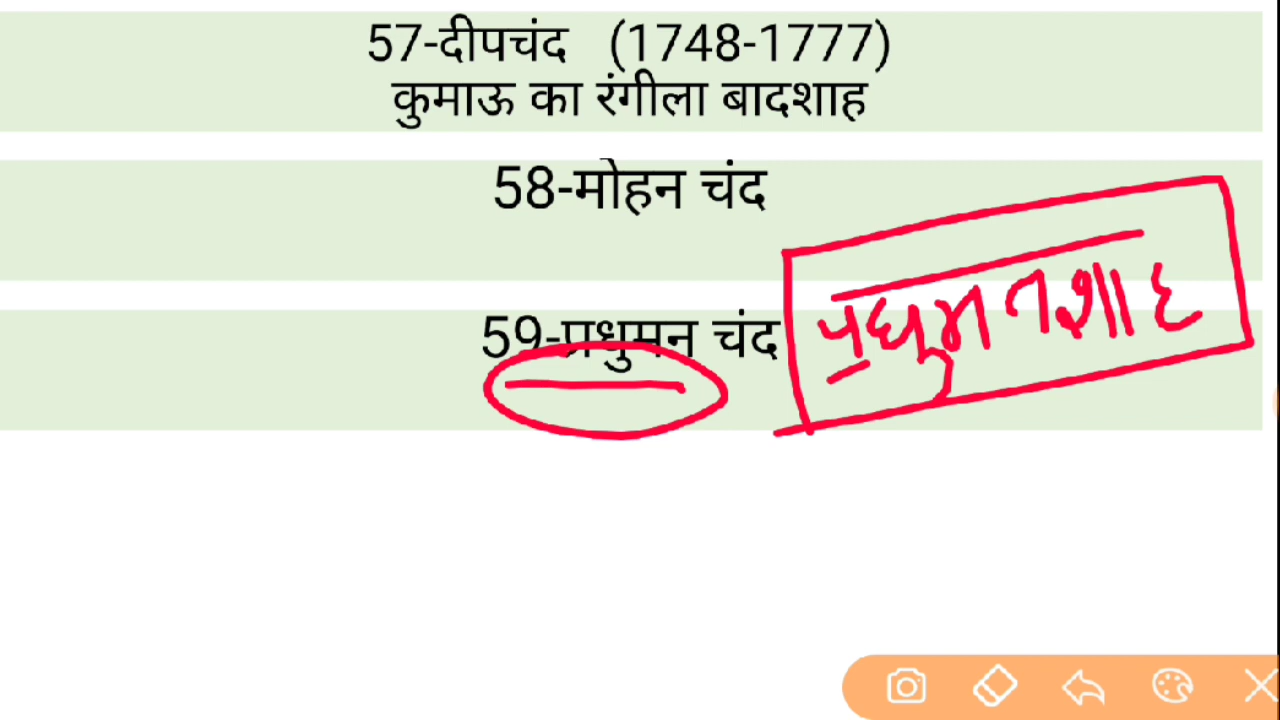 57-दीपचंद (1748-1777)
कुमाऊ का रंगीला बादशाह
58-मोहन चंद
59-प्रधुमन चंद
प्रधुमनशाह